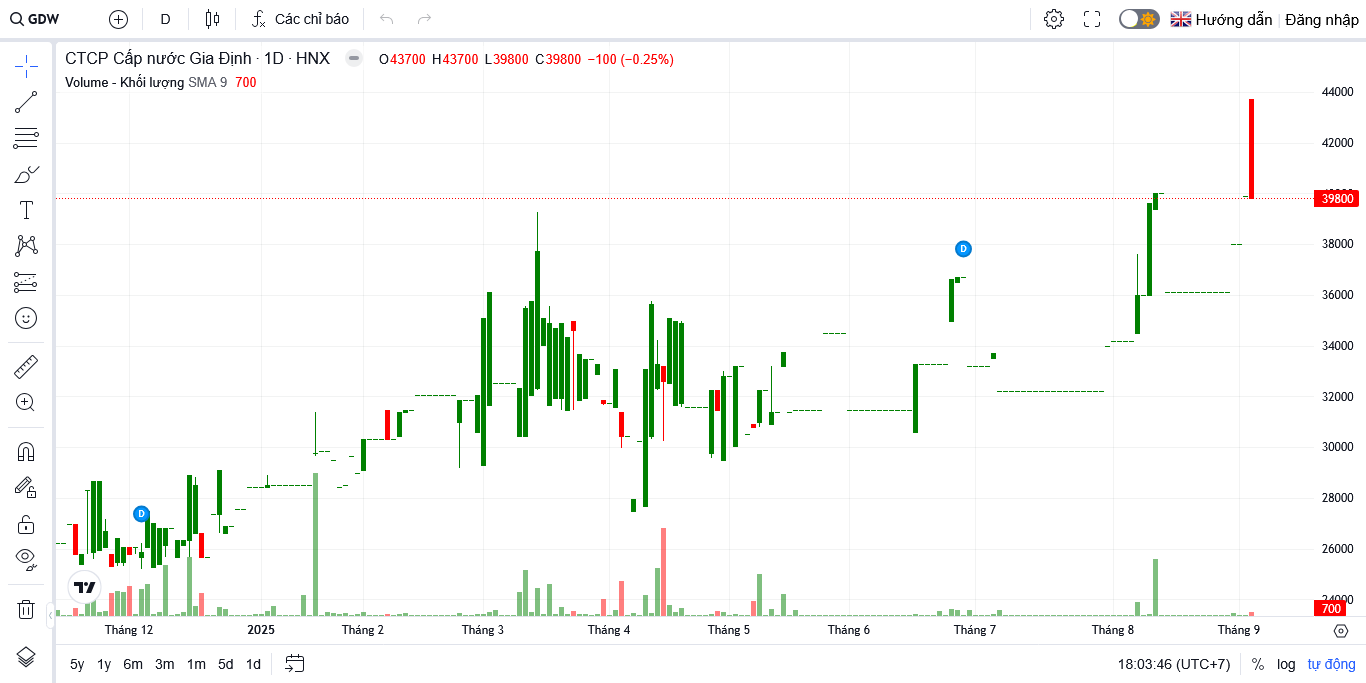 GDW D Các chỉ báo Hướng dẫn Đăng nhập
CTCP Cấp nước Gia Định · 1D · HNX O43700 H43700 L39800 C39800 −100 (−0.25%)
Volume - Khối lượng SMA 9 700
44000
42000
39800
38000
36000
34000
32000
30000
28000
26000
24000
700
D
D
Tháng 12 2025 Tháng 2 Tháng 3 Tháng 4 Tháng 5 Tháng 6 Tháng 7 Tháng 8 Tháng 9
5y 1y 6m 3m 1m 5d 1d 18:03:46 (UTC+7) % log tự động